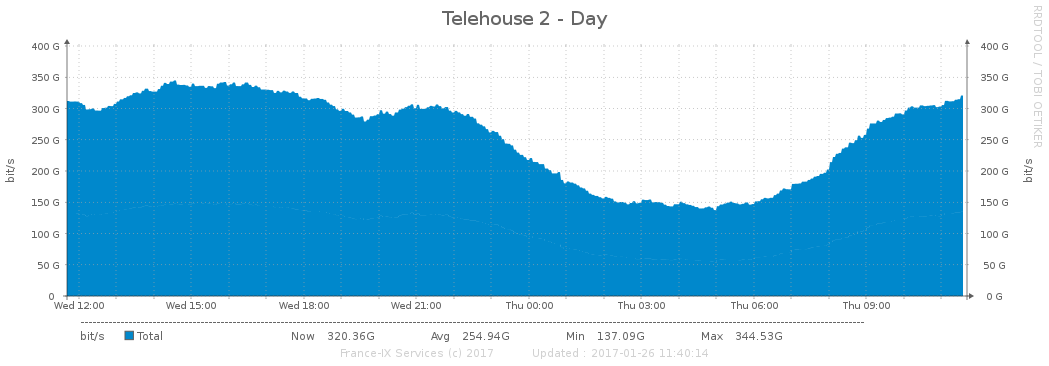 Telehouse 2 - Day
RRDTOOL / TOBI OETIKER
bit/s
400 G 400 G
350 G 350 G
300 G 300 G
250 G 250 G
200 G 200 G
150 G 150 G
100 G 100 G
50 G 50 G
0 0 G
bit/s
Wed 12:00 Wed 15:00 Wed 18:00 Wed 21:00 Thu 00:00 Thu 03:00 Thu 06:00 Thu 09:00
bit/s Total Now 320.36G Avg 254.94G Min 137.09G Max 344.53G
France-IX Services (c) 2017 Updated : 2017-01-26 11:40:14